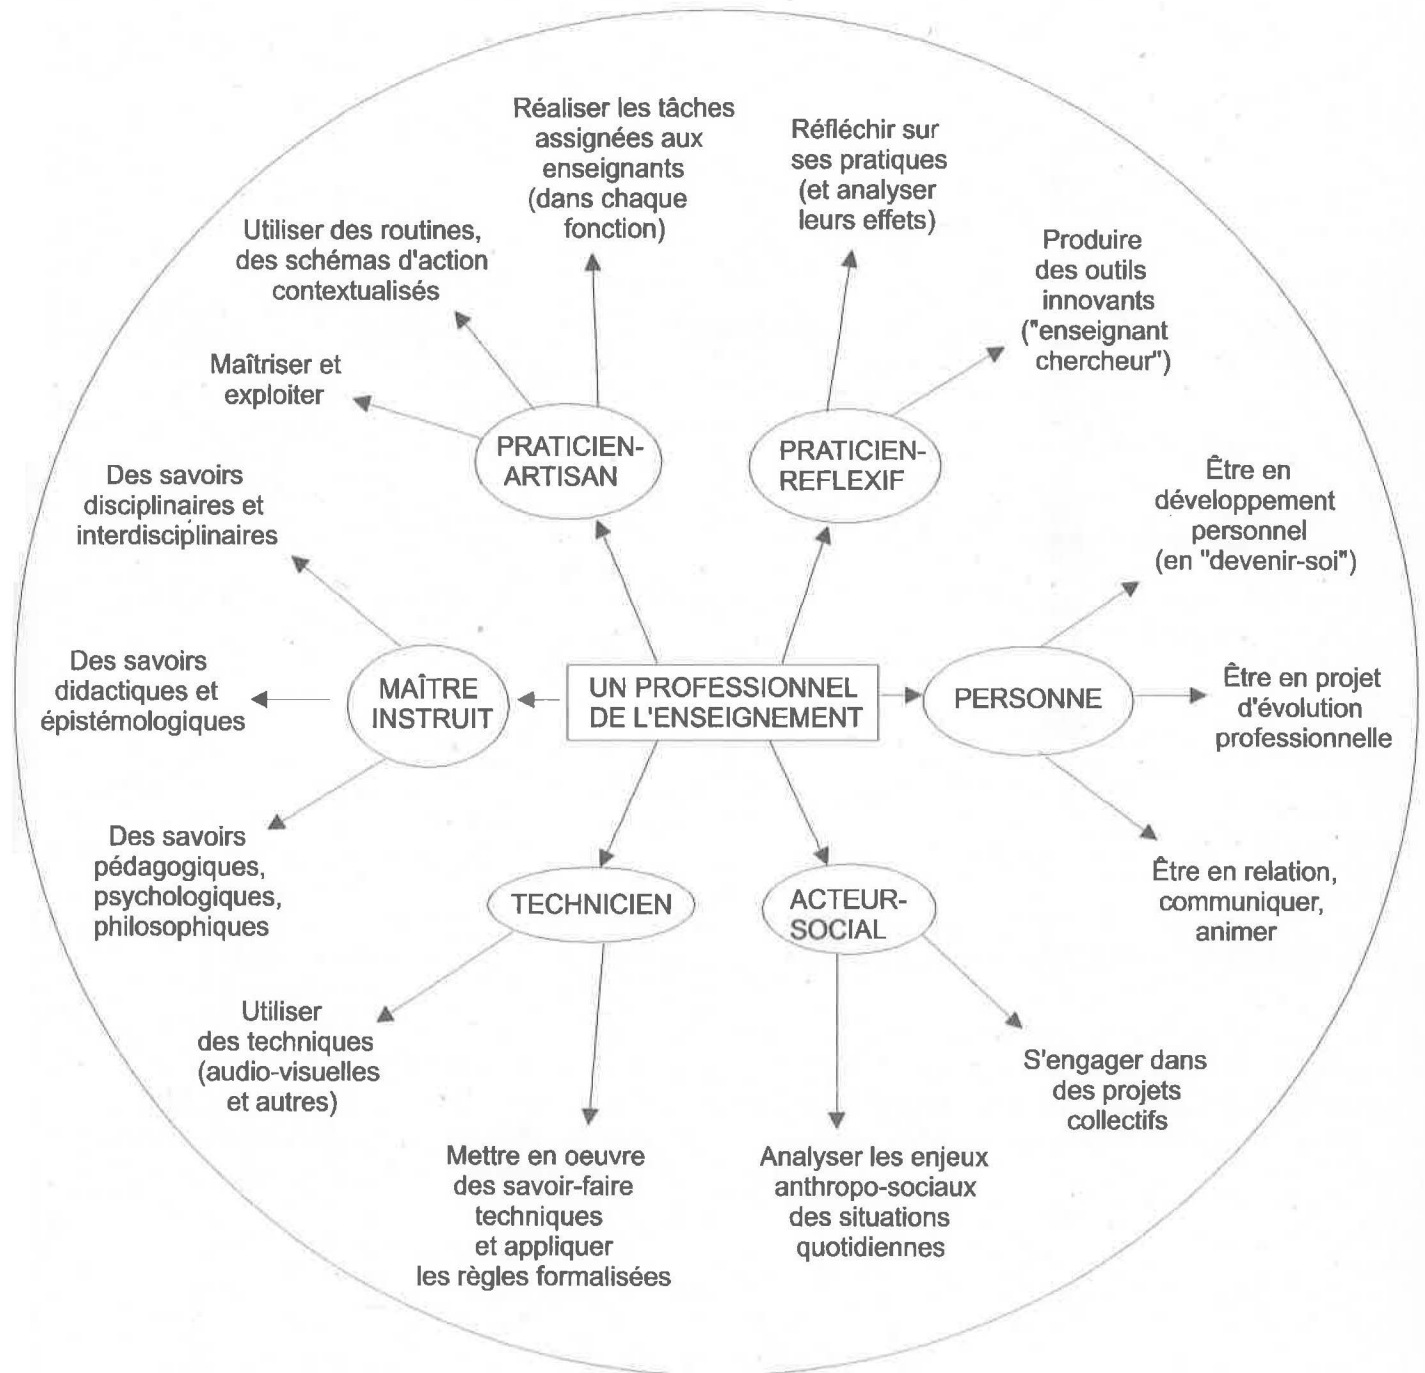 Réaliser les tâches
assignées aux
enseignants
(dans chaque
fonction)
Réfléchir sur
ses pratiques
(et analyser
leurs effets)
Utiliser des routines,
des schémas d'action
contextualisés
Produire
des outils
innovants
("enseignant
chercheur")
Maîtriser et
exploiter
PRATICIEN-
ARTISAN
PRATICIEN-
REFLEXIF
Des savoirs
disciplinaires et
interdisciplinaires
Être en
développement
personnel
(en "devenir-soi")
Des savoirs
didactiques et
épistémologiques
MAÎTRE
INSTRUIT
UN PROFESSIONNEL
DE L'ENSEIGNEMENT
PERSONNE
Être en projet
d'évolution
professionnelle
Des savoirs
pédagogiques,
psychologiques,
philosophiques
TECHNICIEN
ACTEUR-
SOCIAL
Être en relation,
communiquer,
animer
Utiliser
des techniques
(audio-visuelles
et autres)
S'engager dans
des projets
collectifs
Mettre en oeuvre
des savoir-faire
techniques
et appliquer
les règles formalisées
Analyser les enjeux
anthropo-sociaux
des situations
quotidiennes